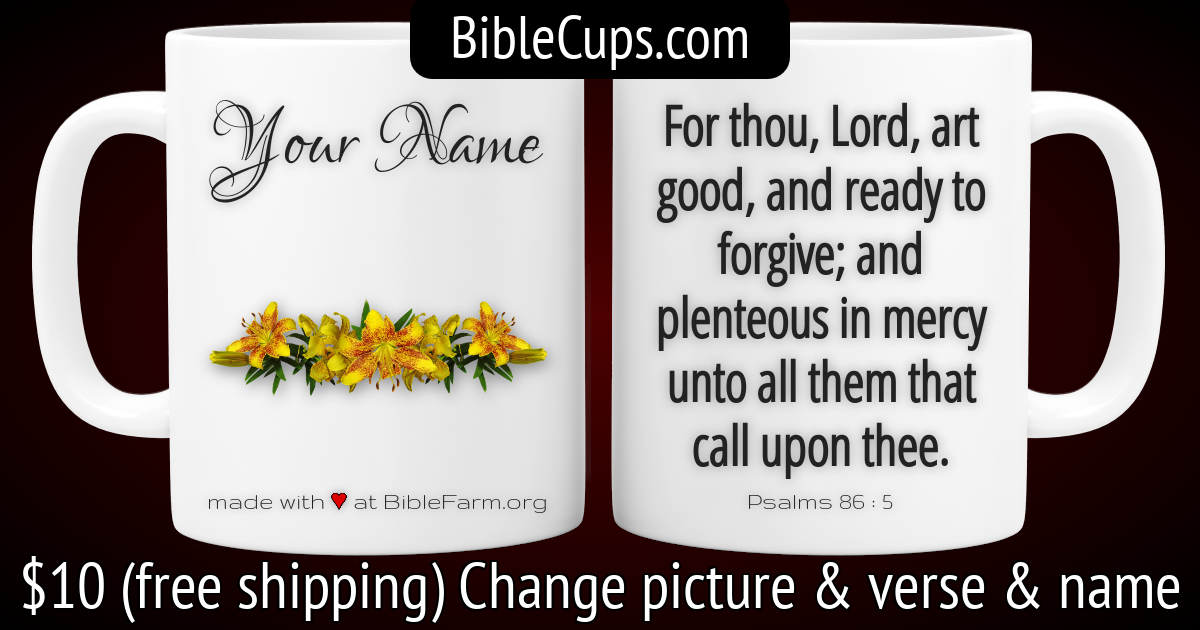 BibleCups.com
Your Name
made with ♥ at BibleFarm.org
For thou, Lord, art
good, and ready to
forgive; and
plenteous in mercy
unto all them that
call upon thee.
Psalms 86 : 5
$10 (free shipping) Change picture & verse & name